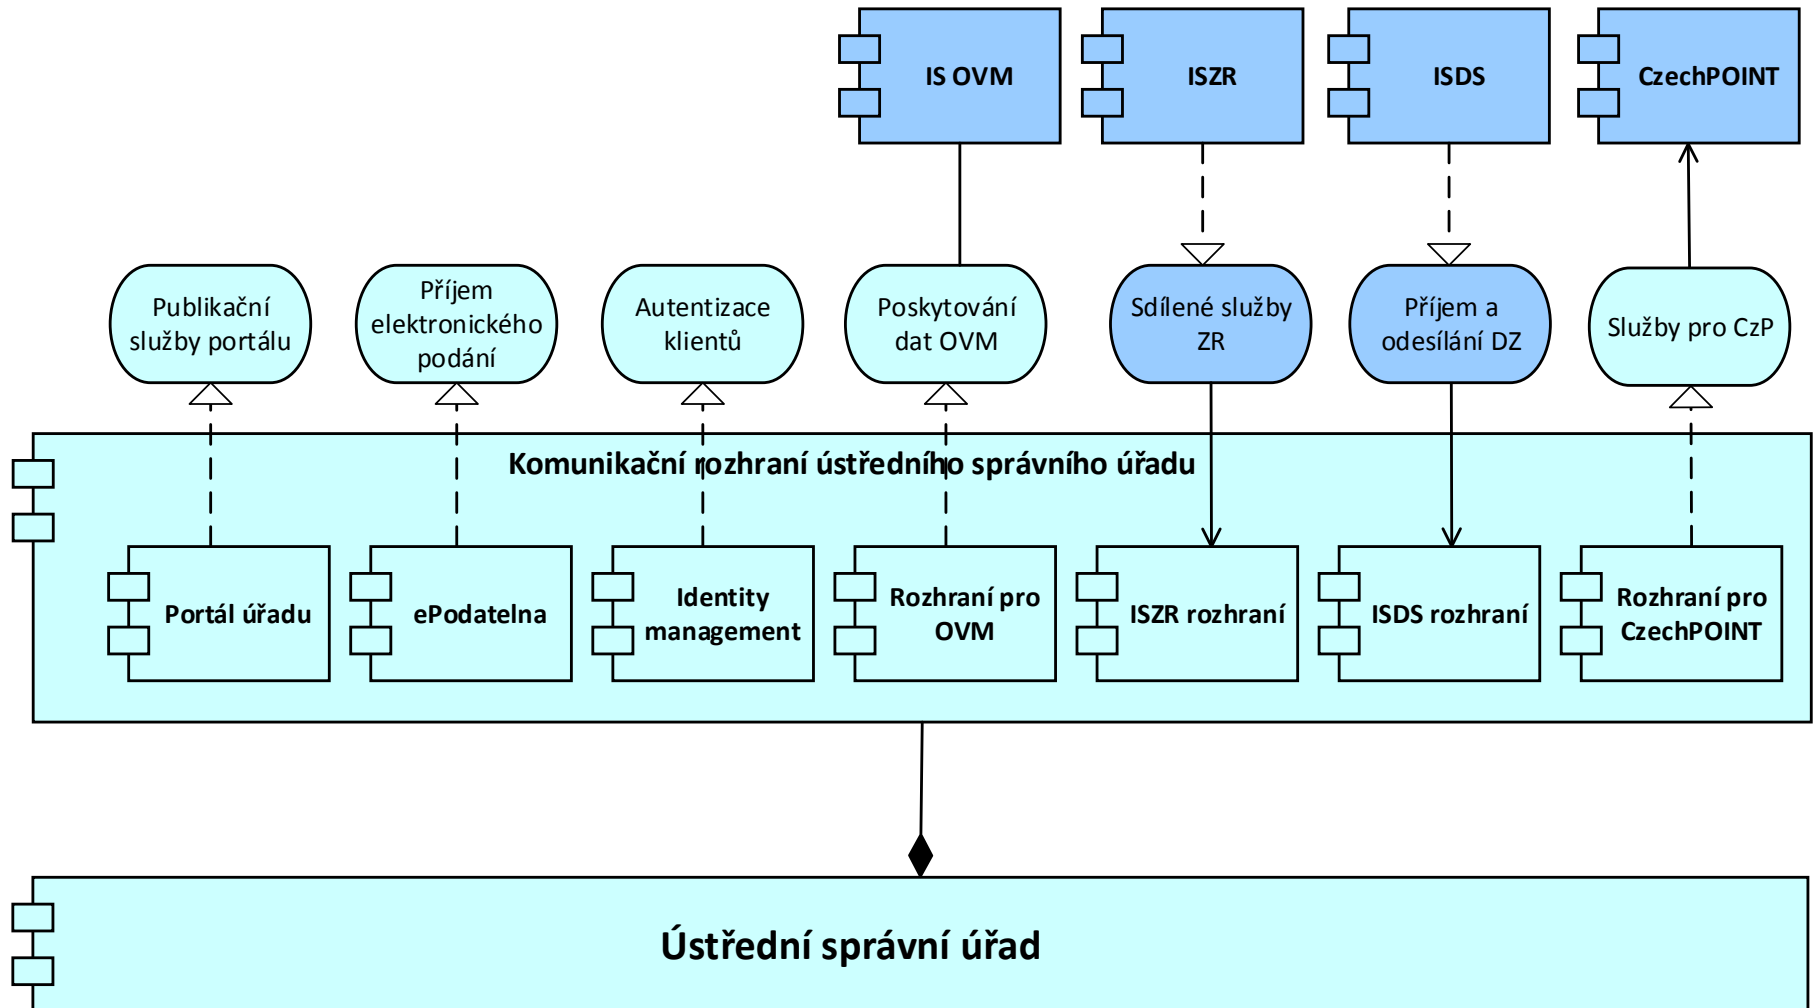 IS OVM
ISZR
ISDS
CzechPOINT
Publikační
služby portálu
Příjem
elektronického
podání
Autentizace
klientů
Poskytování
dat OVM
Sdílené služby
ZR
Příjem a
odesílání DZ
Služby pro CzP
Komunikační rozhraní ústředního správního úřadu
Portál úřadu
ePodatelna
Identity
management
Rozhraní pro
OVM
ISZR rozhraní
ISDS rozhraní
Rozhraní pro
CzechPOINT
Ústřední správní úřad